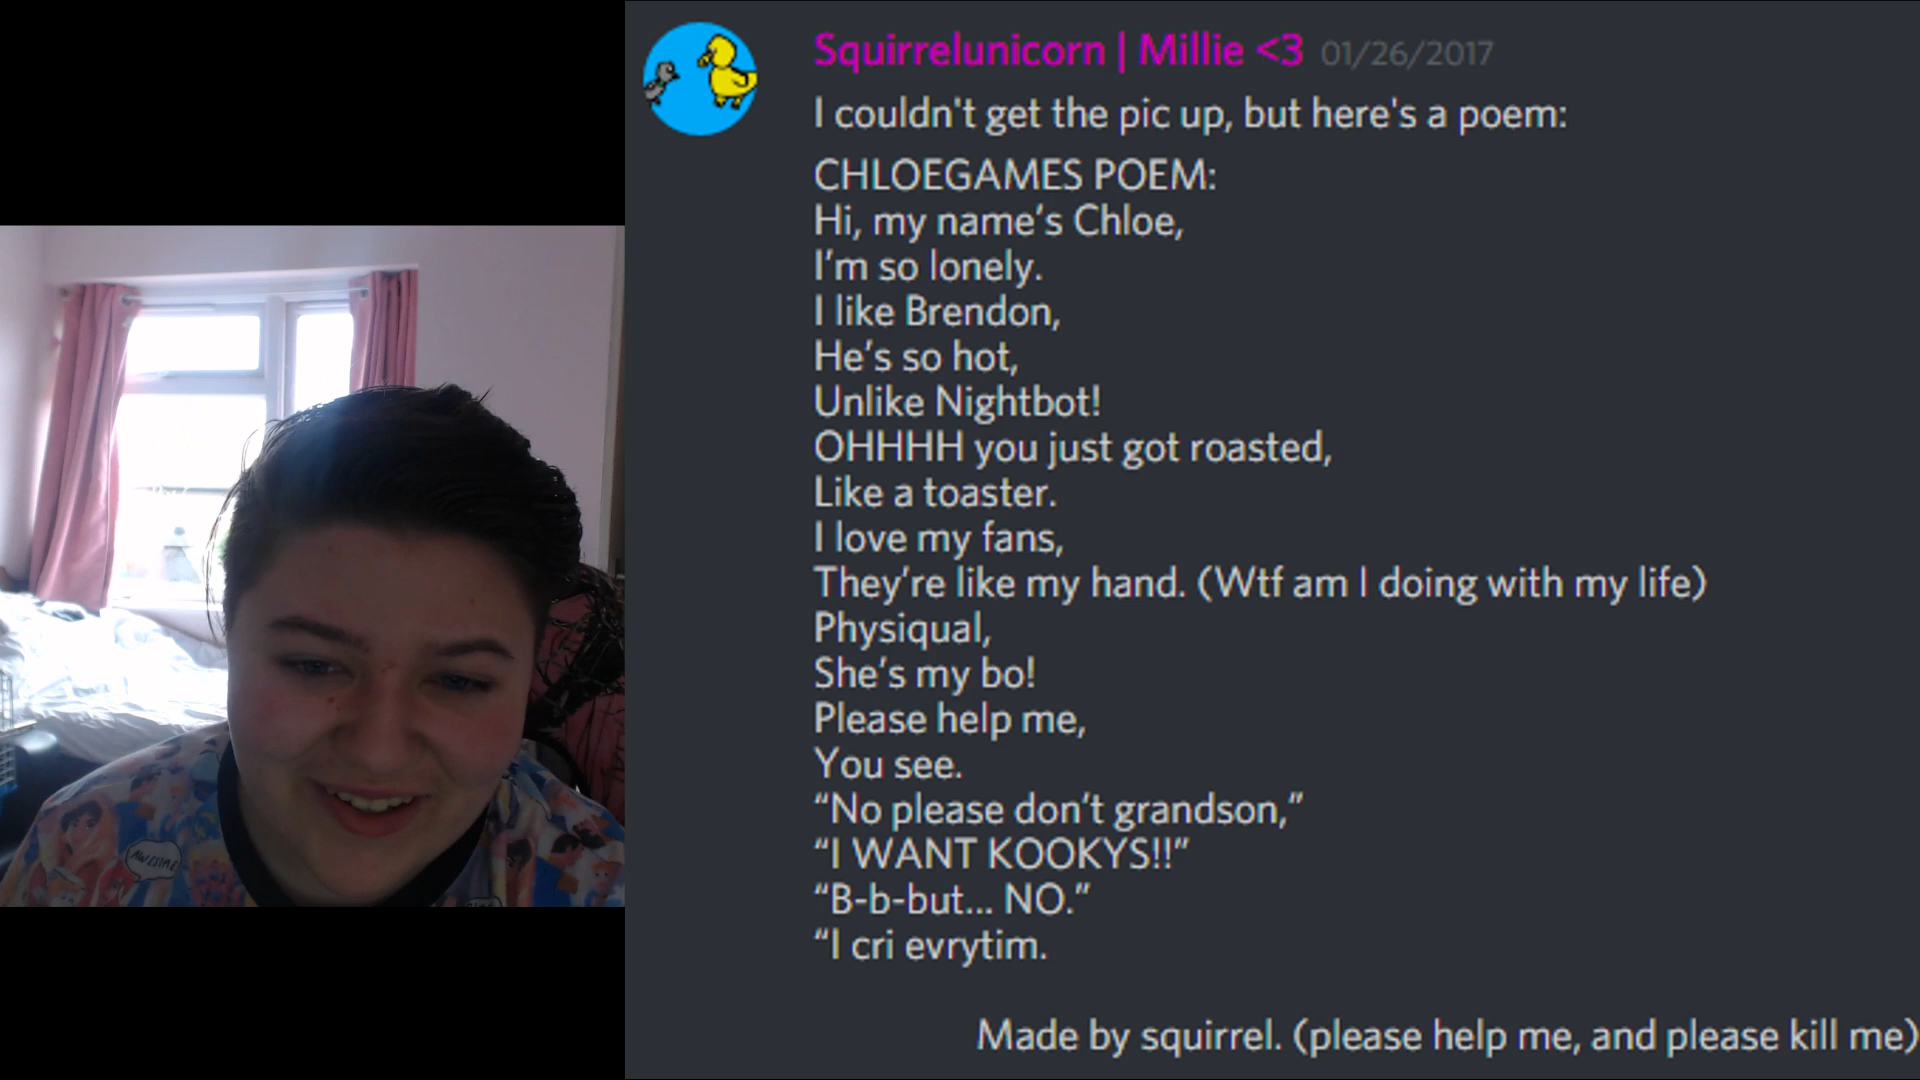 Squirrelunicorn | Millie <3 01/26/2017
I couldn't get the pic up, but here's a poem:
CHLOEGAMES POEM:
Hi, my name’s Chloe,
I’m so lonely.
I like Brendon,
He’s so hot,
Unlike Nightbot!
OHHHH you just got roasted,
Like a toaster.
I love my fans,
They’re like my hand. (Wtf am I doing with my life)
Physiqual,
She’s my bo!
Please help me,
You see.
“No please don’t grandson,”
“I WANT KOOKYS!!”
“B-b-but... NO.”
“I cri evrytim.
Made by squirrel. (please help me, and please kill me)
AWESOME